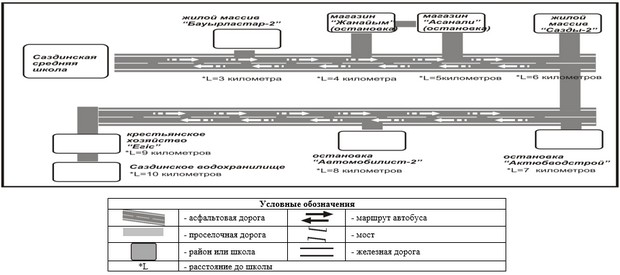 жилой
массив
"Бауырластар-2"
магазин
"Жанайым"
(остановка)
магазин
"Асанали"
(остановка)
жилой
массив
"Сазды-2"
Саздинская
средняя
школа
*L=3 километра
*L=4 километра
*L=5километров
*L=6 километров
крестьянское
хозяйство
"Егіс"
*L=9 километров
Саздинское водохранилище
*L=10 километров
остановка
"Автомобилист-2"
*L=8 километров
остановка
"Актюбводстрой"
*L=7 километров
Условные обозначения
- асфальтовая дорога
- маршрут автобуса
- проселочная дорога
- мост
- район или школа
- железная дорога
*L
- расстояние до школы